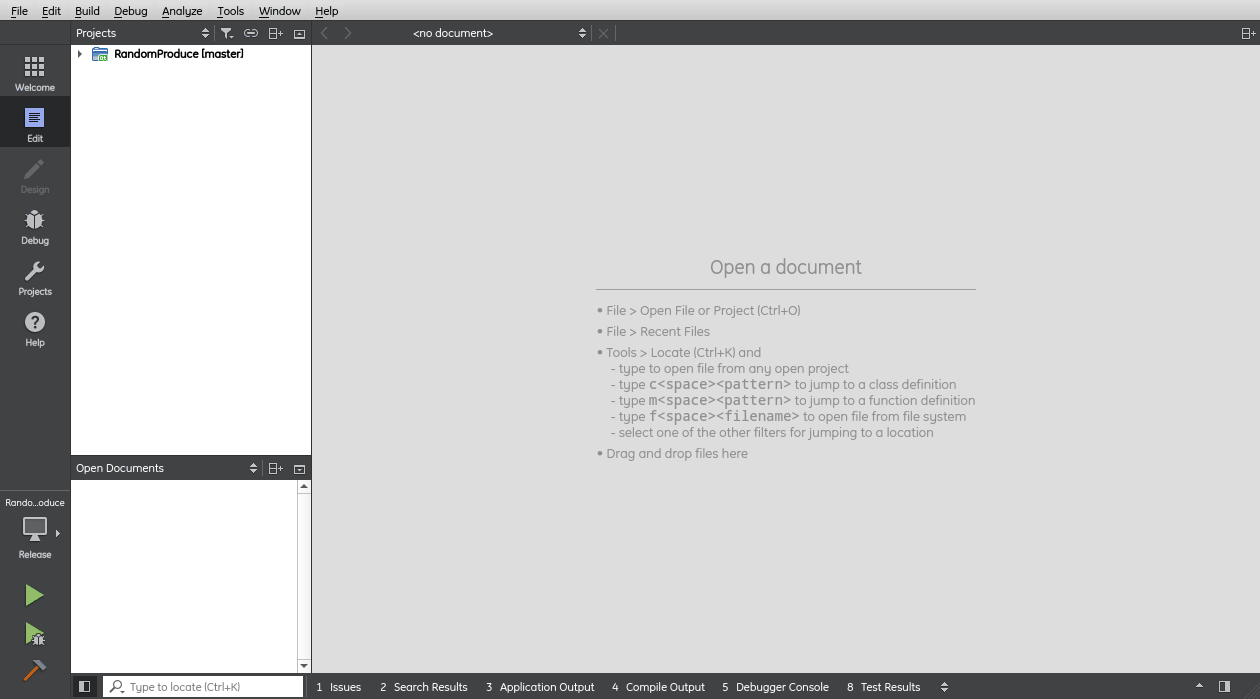 File Edit Build Debug Analyze Tools Window Help
Projects
<no document>
RandomProduce [master]
Welcome
Edit
Design
Debug
Projects
Help
Open a document
• File > Open File or Project (Ctrl+O)
• File > Recent Files
• Tools > Locate (Ctrl+K) and
- type to open file from any open project
- type c<space><pattern> to jump to a class definition
- type m<space><pattern> to jump to a function definition
- type f<space><filename> to open file from file system
- select one of the other filters for jumping to a location
• Drag and drop files here
Open Documents
Rando...oduce
Release
Type to locate (Ctrl+K)
1 Issues 2 Search Results 3 Application Output 4 Compile Output 5 Debugger Console 8 Test Results